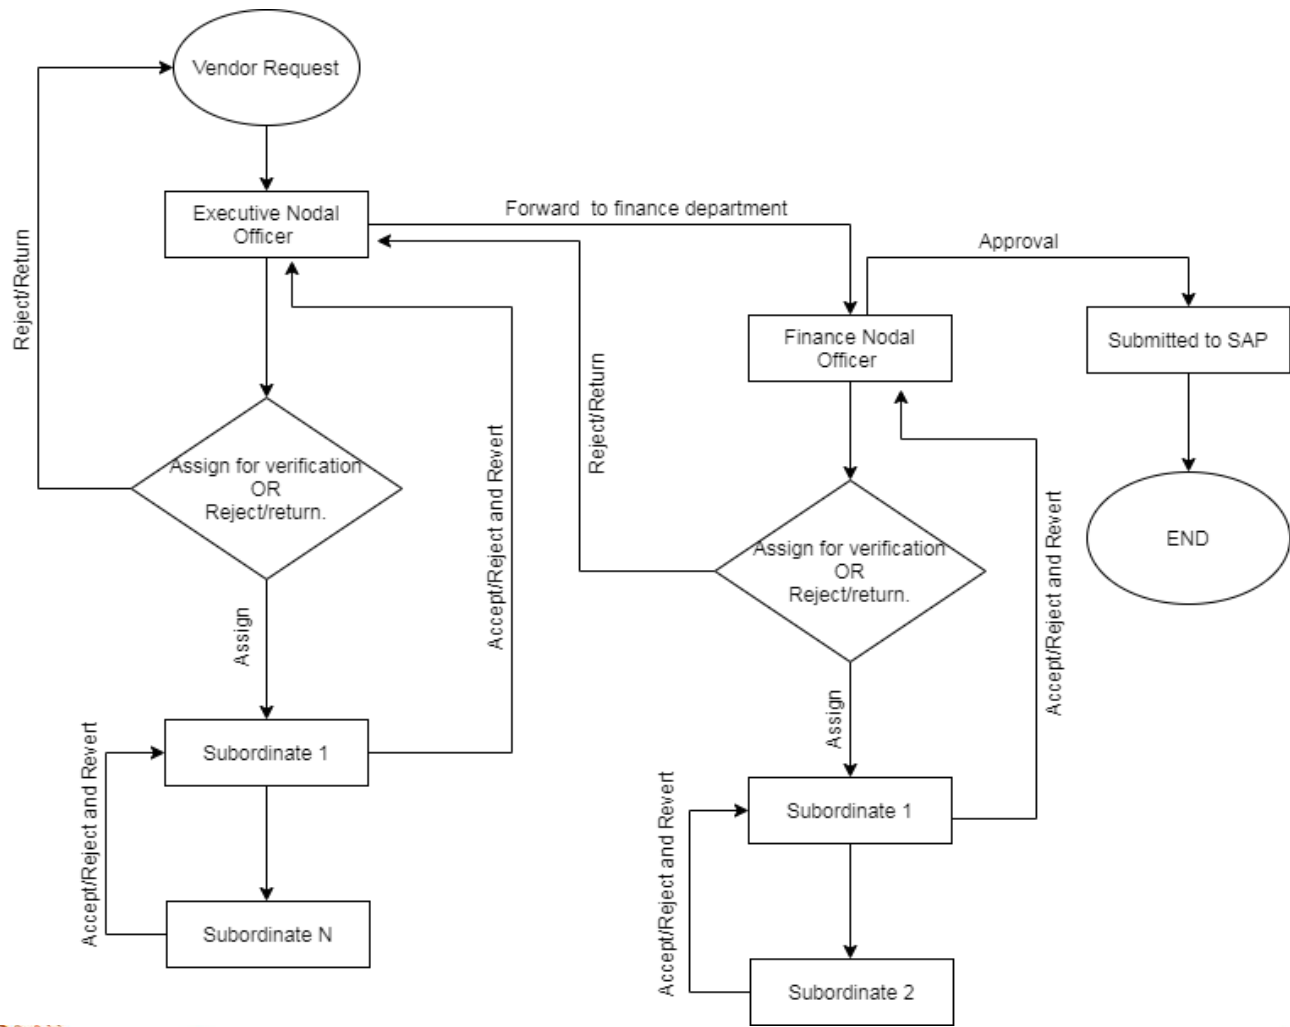 Vendor Request
Executive Nodal
Officer
Forward to finance department
Approval
Reject/Return
Finance Nodal
Officer
Submitted to SAP
Reject/Return
Assign for verification
OR
Reject/return.
Accept/Reject and Revert
Assign for verification
OR
Reject/return.
Accept/Reject and Revert
END
Assign
Assign
Subordinate 1
Accept/Reject and Revert
Subordinate 1
Accept/Reject and Revert
Subordinate N
Subordinate 2